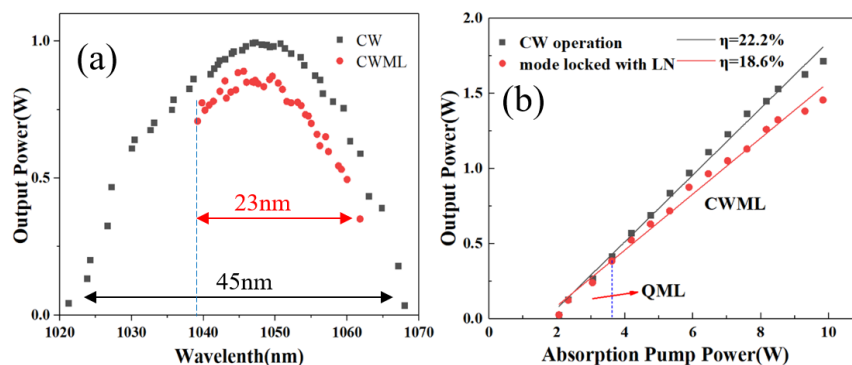 (a)
CW
CWML
23nm
45nm
Output Power(W)
1.0
0.5
0.0
1020
1030
1040
1050
1060
1070
Wavelenth(nm)
(b)
CW operation
mode locked with LN
η=22.2%
η=18.6%
CWML
QML
Output Power(W)
2.0
1.5
1.0
0.5
0.0
0
2
4
6
8
10
Absorption Pump Power(W)